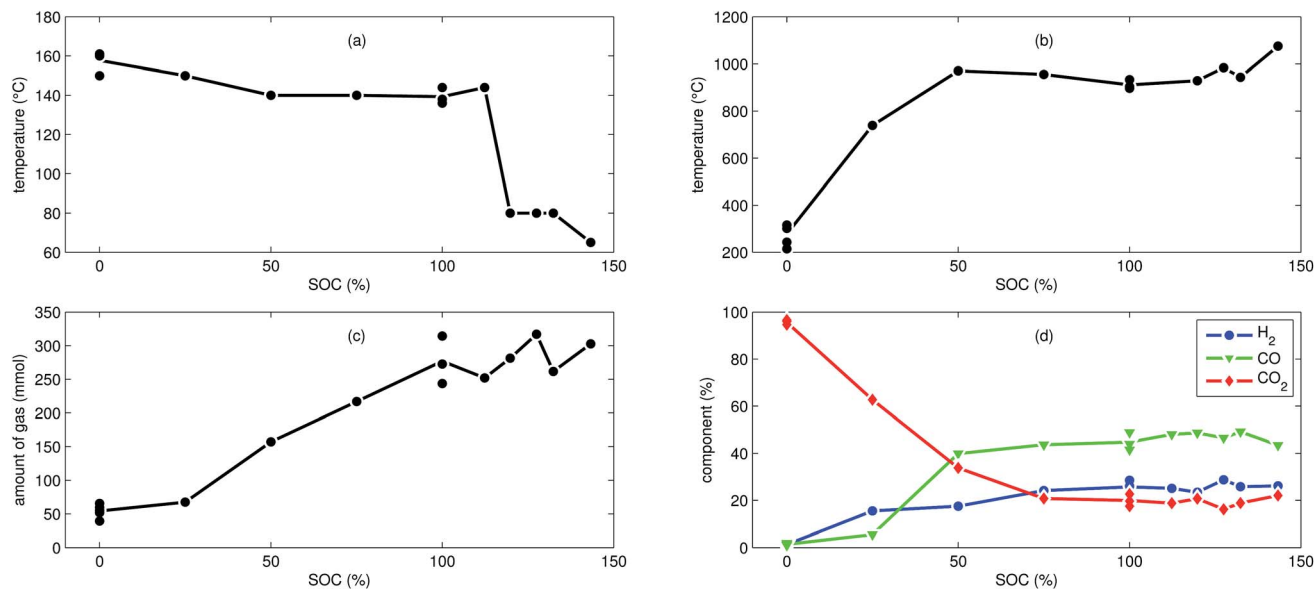 (a)
temperature (°C)
180
160
140
120
100
80
60
0 50 100 150
SOC (%)
(b)
temperature (°C)
1200
1000
800
600
400
200
0 50 100 150
SOC (%)
(c)
amount of gas (mmol)
350
300
250
200
150
100
50
0
0 50 100 150
SOC (%)
(d)
component (%)
100
80
60
40
20
0
0 50 100 150
SOC (%)
H₂
CO
CO₂